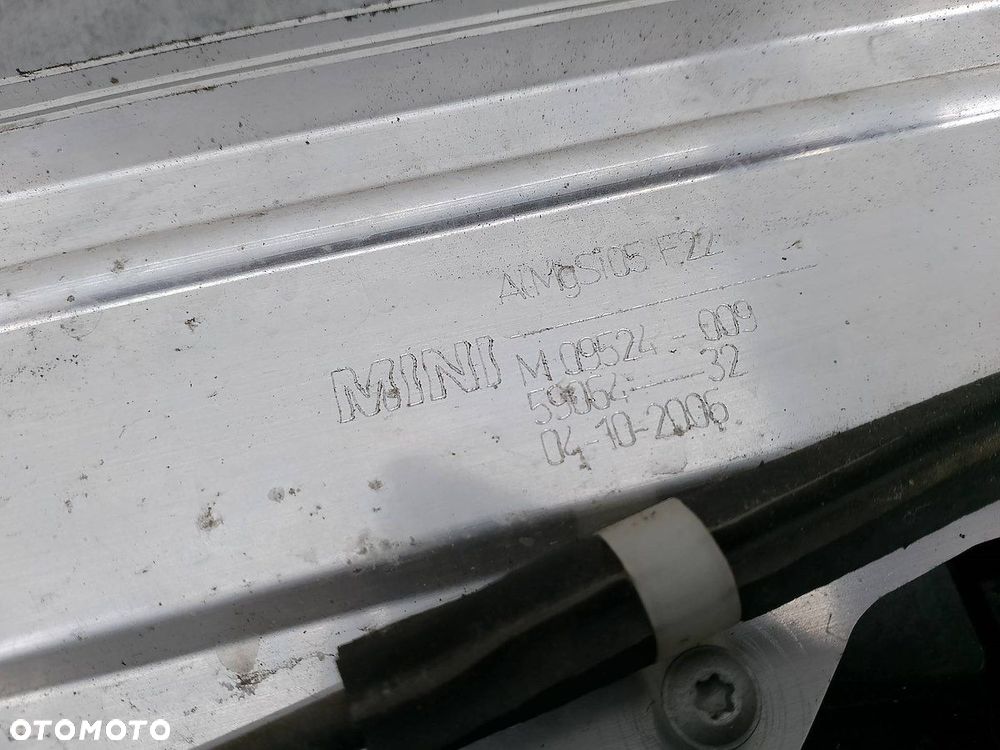 AlMgSi05 F22
MINI
M 09524-009
59064——32
04-10-2006
OTOMOTO